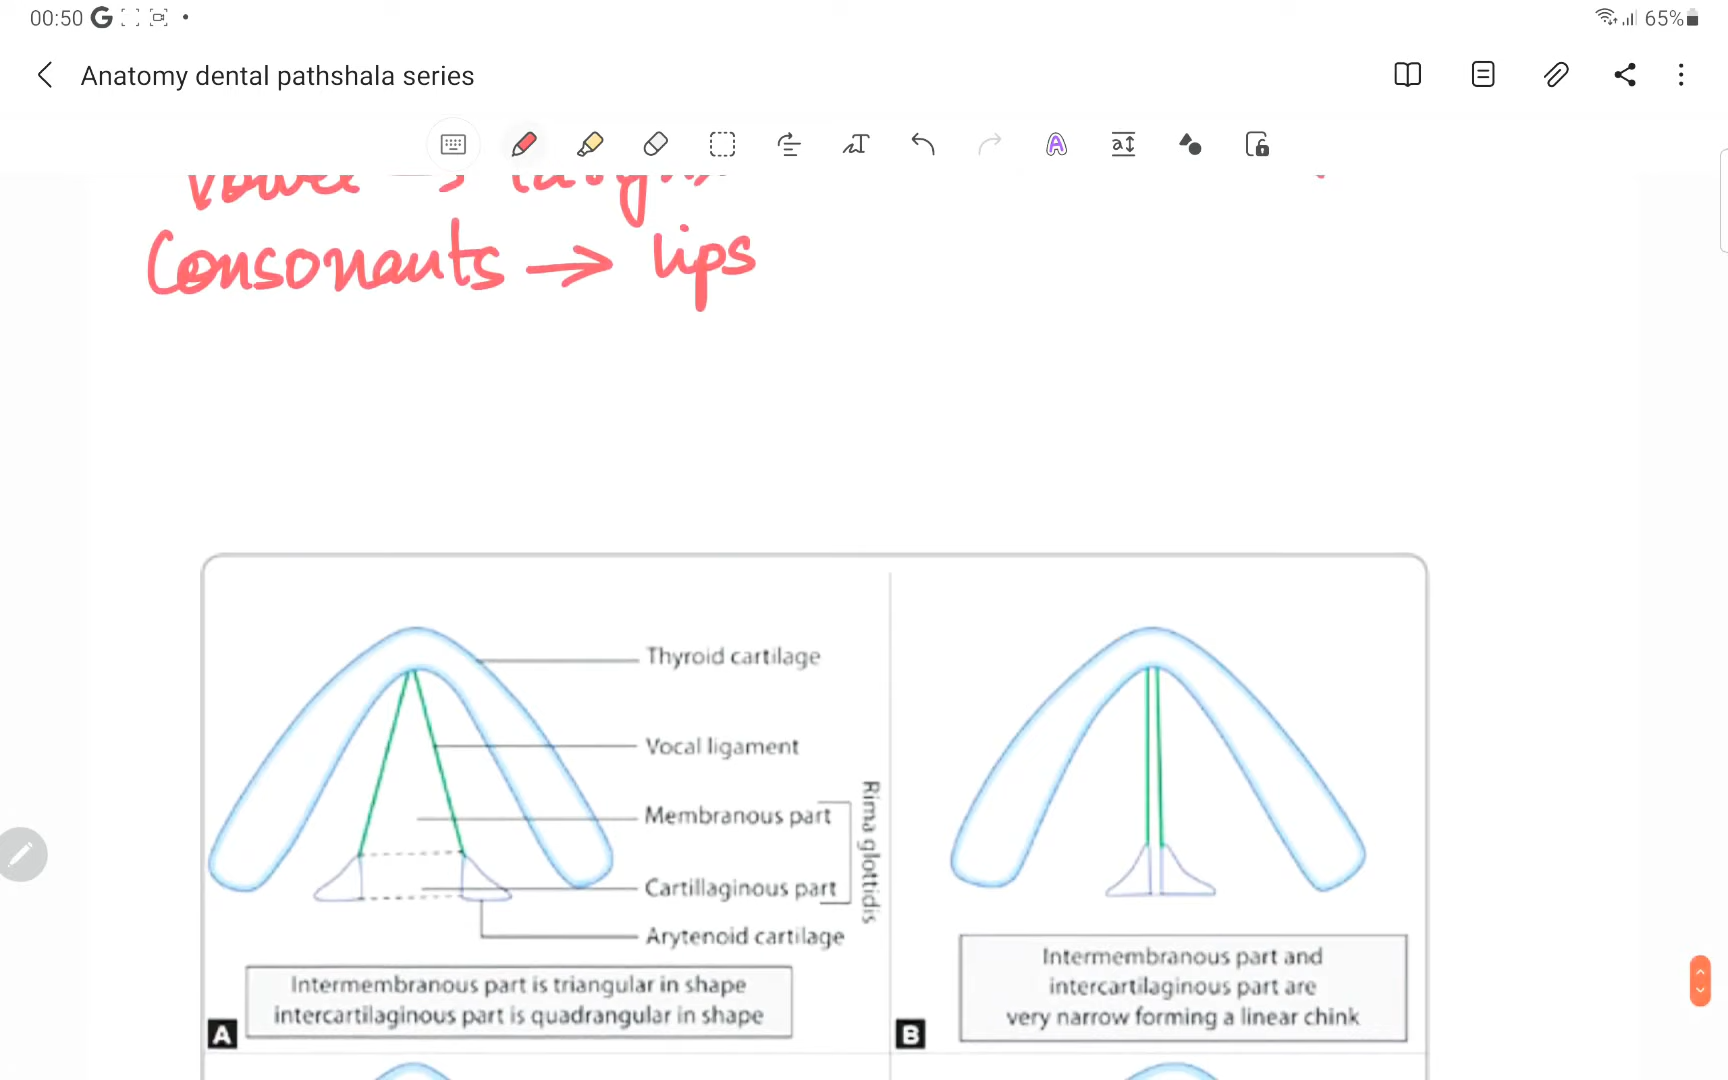 00:50
65%
Anatomy dental pathshala series
Vowel → 
Consonants → lips
Thyroid cartilage
Vocal ligament
Membranous part
Cartillaginous part
Rima glottidis
Arytenoid cartilage
Intermembranous part is triangular in shape
intercartilaginous part is quadrangular in shape
A
Intermembranous part and
intercartilaginous part are
very narrow forming a linear chink
B